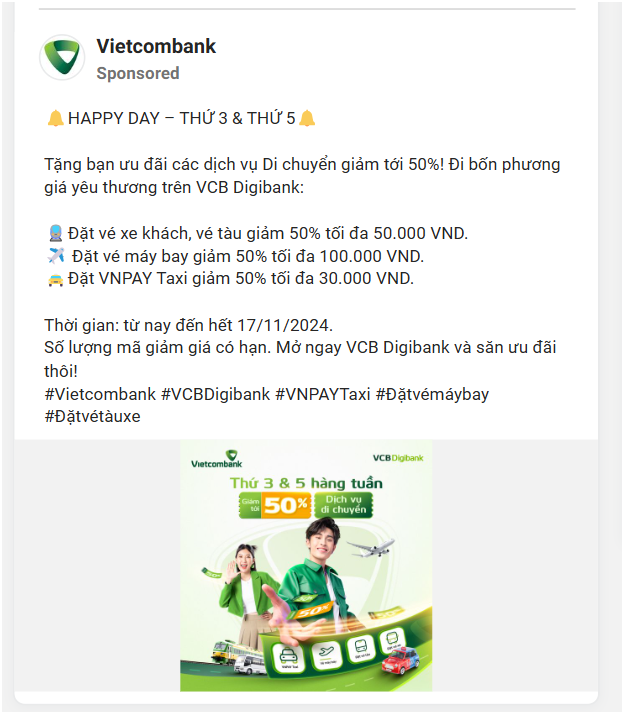 Vietcombank
Sponsored
🔔HAPPY DAY – THỨ 3 & THỨ 5🔔
Tặng bạn ưu đãi các dịch vụ Di chuyển giảm tới 50%! Đi bốn phương
giá yêu thương trên VCB Digibank:
🚆Đặt vé xe khách, vé tàu giảm 50% tối đa 50.000 VND.
✈️ Đặt vé máy bay giảm 50% tối đa 100.000 VND.
🚖Đặt VNPAY Taxi giảm 50% tối đa 30.000 VND.
Thời gian: từ nay đến hết 17/11/2024.
Số lượng mã giảm giá có hạn. Mở ngay VCB Digibank và săn ưu đãi
thôi!
#Vietcombank #VCBDigibank #VNPAYTaxi #Đặtvémáybay
#Đặtvétàuxe
Vietcombank
VCB Digibank
Thứ 3 & 5 hàng tuần
Giảm
tới
50%
Dịch vụ
di chuyển
50%